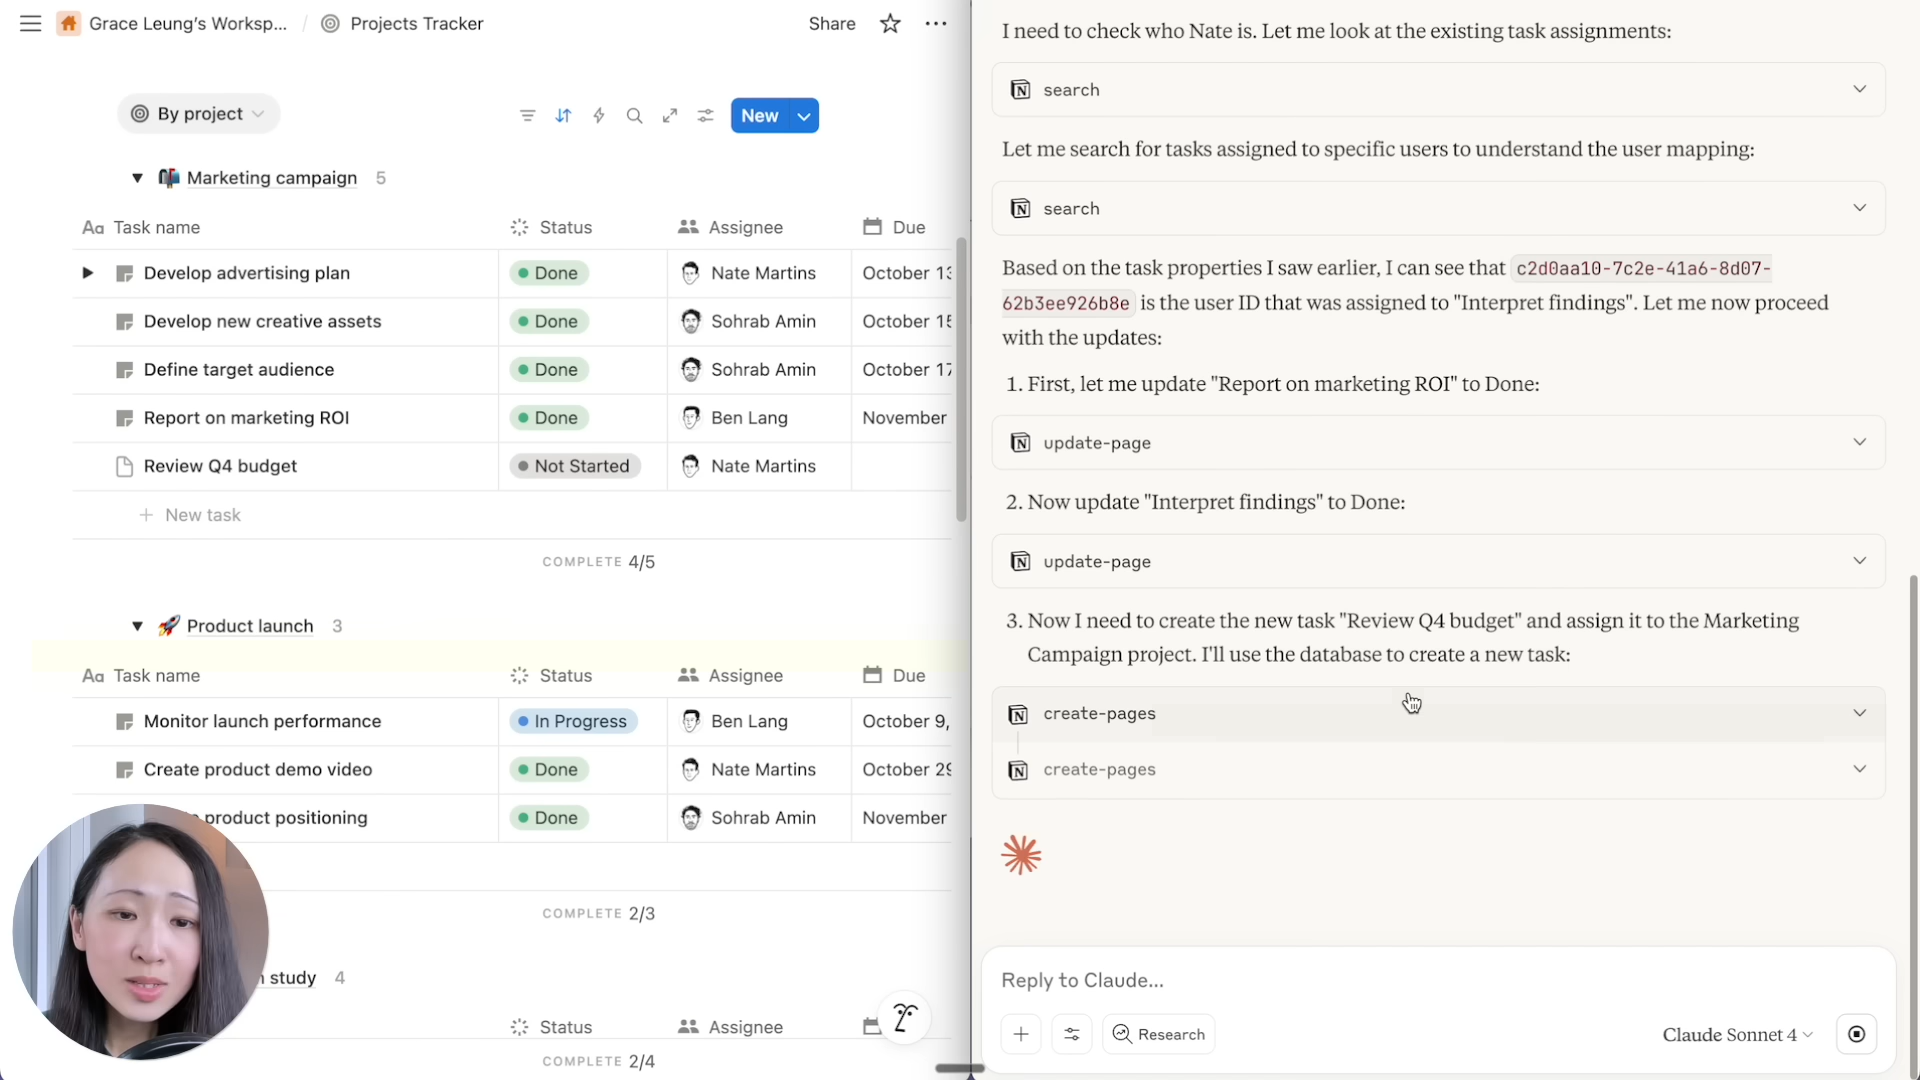 Grace Leung's Worksp... / Projects Tracker
Share
By project
New
Marketing campaign 5
Aa Task name Status Assignee Due
Develop advertising plan Done Nate Martins October 13
Develop new creative assets Done Sohrab Amin October 15
Define target audience Done Sohrab Amin October 17
Report on marketing ROI Done Ben Lang November
Review Q4 budget Not Started Nate Martins
+ New task
COMPLETE 4/5
Product launch 3
Aa Task name Status Assignee Due
Monitor launch performance In Progress Ben Lang October 9,
Create product demo video Done Nate Martins October 29
product positioning Done Sohrab Amin November
COMPLETE 2/3
study 4
Status Assignee
COMPLETE 2/4
I need to check who Nate is. Let me look at the existing task assignments:
search
Let me search for tasks assigned to specific users to understand the user mapping:
search
Based on the task properties I saw earlier, I can see that c2d0aa10-7c2e-41a6-8d07-
62b3ee926b8e is the user ID that was assigned to "Interpret findings". Let me now proceed
with the updates:
1. First, let me update "Report on marketing ROI" to Done:
update-page
2. Now update "Interpret findings" to Done:
update-page
3. Now I need to create the new task "Review Q4 budget" and assign it to the Marketing
Campaign project. I'll use the database to create a new task:
create-pages
create-pages
Reply to Claude...
Research
Claude Sonnet 4